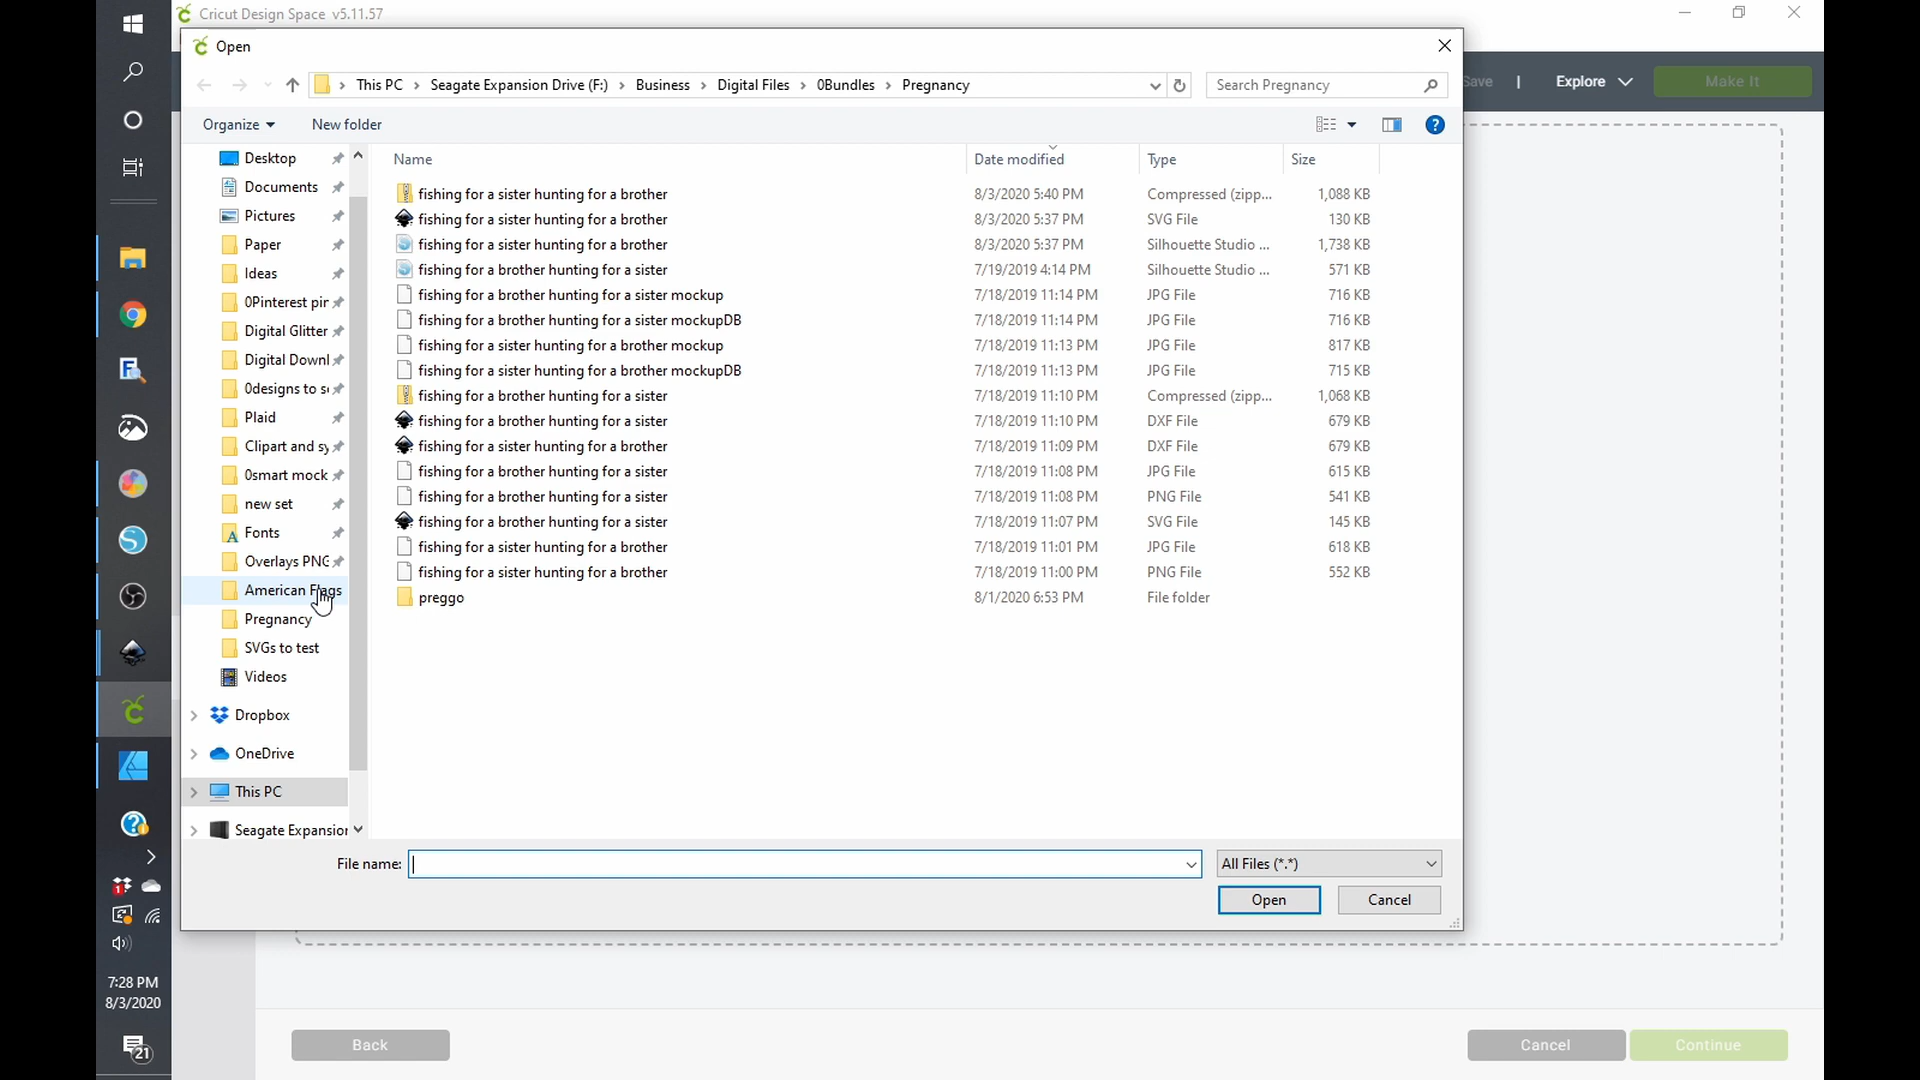 Cricut Design Space v5.11.57
Open
This PC > Seagate Expansion Drive (F:) > Business > Digital Files > 0Bundles > Pregnancy
Search Pregnancy
Save | Explore Make It
Organize New folder
Name Date modified Type Size
Desktop
Documents
Pictures
Paper
Ideas
0Pinterest pir
Digital Glitter
Digital Downl
0designs to s
Plaid
Clipart and sy
0smart mock
new set
Fonts
Overlays PNG
American Flags
Pregnancy
SVGs to test
Videos
Dropbox
OneDrive
This PC
Seagate Expansion
fishing for a sister hunting for a brother 8/3/2020 5:40 PM Compressed (zipp... 1,088 KB
fishing for a sister hunting for a brother 8/3/2020 5:37 PM SVG File 130 KB
fishing for a sister hunting for a brother 8/3/2020 5:37 PM Silhouette Studio ... 1,738 KB
fishing for a brother hunting for a sister 7/19/2019 4:14 PM Silhouette Studio ... 571 KB
fishing for a brother hunting for a sister mockup 7/18/2019 11:14 PM JPG File 716 KB
fishing for a brother hunting for a sister mockupDB 7/18/2019 11:14 PM JPG File 716 KB
fishing for a sister hunting for a brother mockup 7/18/2019 11:13 PM JPG File 817 KB
fishing for a sister hunting for a brother mockupDB 7/18/2019 11:13 PM JPG File 715 KB
fishing for a brother hunting for a sister 7/18/2019 11:10 PM Compressed (zipp... 1,068 KB
fishing for a brother hunting for a sister 7/18/2019 11:10 PM DXF File 679 KB
fishing for a sister hunting for a brother 7/18/2019 11:09 PM DXF File 679 KB
fishing for a brother hunting for a sister 7/18/2019 11:08 PM JPG File 615 KB
fishing for a brother hunting for a sister 7/18/2019 11:08 PM PNG File 541 KB
fishing for a brother hunting for a sister 7/18/2019 11:07 PM SVG File 145 KB
fishing for a sister hunting for a brother 7/18/2019 11:01 PM JPG File 618 KB
fishing for a sister hunting for a brother 7/18/2019 11:00 PM PNG File 552 KB
preggo 8/1/2020 6:53 PM File folder
File name: All Files (*.*)
Open Cancel
7:28 PM
8/3/2020
21
Back Cancel Continue